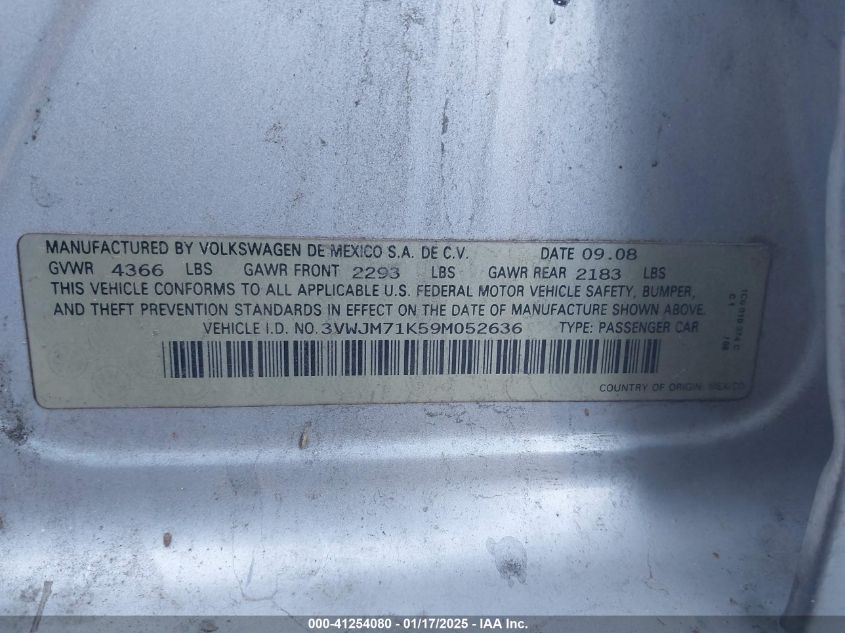 MANUFACTURED BY VOLKSWAGEN DE MEXICO S.A. DE C.V. DATE 09.08
GVWR 4366 LBS GAWR FRONT 2293 LBS GAWR REAR 2183 LBS
THIS VEHICLE CONFORMS TO ALL APPLICABLE U.S. FEDERAL MOTOR VEHICLE SAFETY, BUMPER,
AND THEFT PREVENTION STANDARDS IN EFFECT ON THE DATE OF MANUFACTURE SHOWN ABOVE.
VEHICLE I.D. NO. 3VWJM71K59M052636 TYPE: PASSENGER CAR
COUNTRY OF ORIGIN: MEXICO
000-41254080 - 01/17/2025 - IAA Inc.